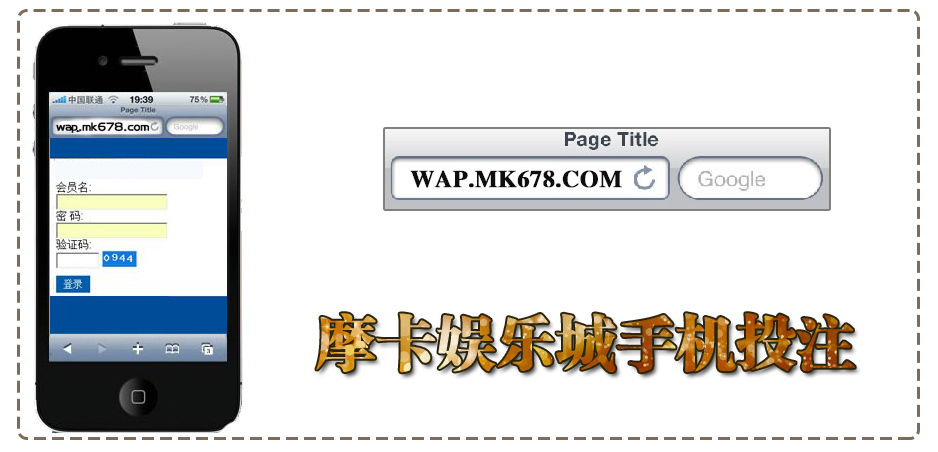 中国联通 19:39 75%
Page Title
wap.mk678.com Google
会员名:
密 码:
验证码:
0944
登录
3
Page Title
WAP.MK678.COM Google
摩卡娱乐城手机投注